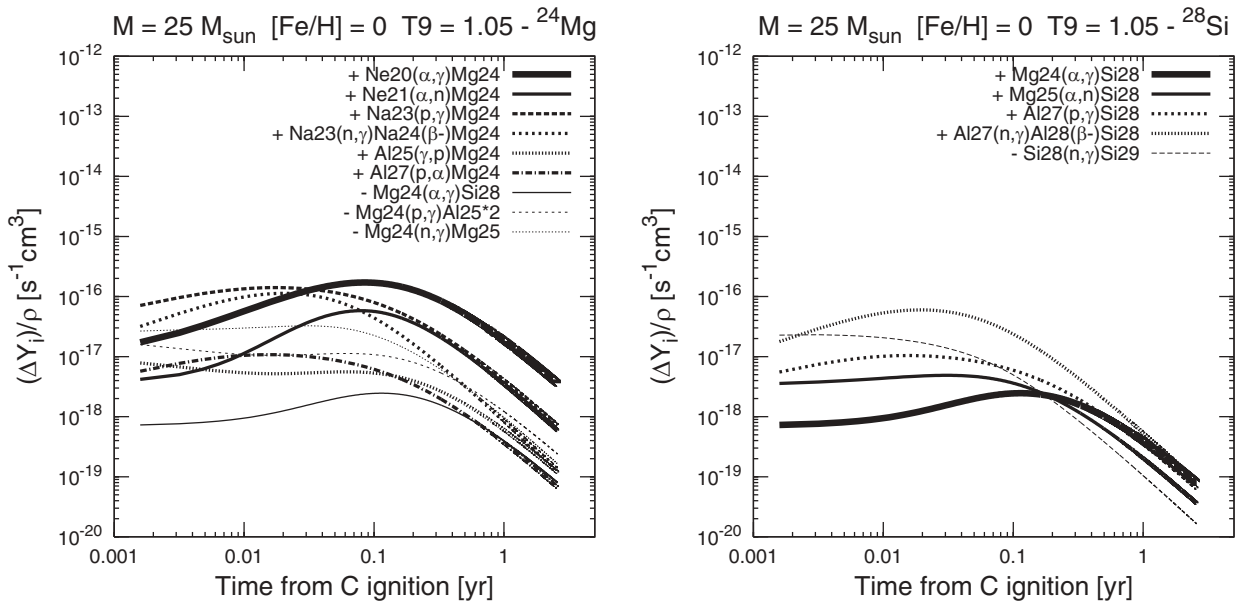 M = 25 M_sun [Fe/H] = 0 T9 = 1.05 - ²⁴Mg
10⁻¹²
10⁻¹³
10⁻¹⁴
10⁻¹⁵
10⁻¹⁶
10⁻¹⁷
10⁻¹⁸
10⁻¹⁹
10⁻²⁰
(ΔY_i)/ρ [s⁻¹cm³]
+ Ne20(α,γ)Mg24
+ Ne21(α,n)Mg24
+ Na23(p,γ)Mg24
+ Na23(n,γ)Na24(β-)Mg24
+ Al25(γ,p)Mg24
+ Al27(p,α)Mg24
- Mg24(α,γ)Si28
- Mg24(p,γ)Al25*2
- Mg24(n,γ)Mg25
0.001 0.01 0.1 1
Time from C ignition [yr]
M = 25 M_sun [Fe/H] = 0 T9 = 1.05 - ²⁸Si
10⁻¹²
10⁻¹³
10⁻¹⁴
10⁻¹⁵
10⁻¹⁶
10⁻¹⁷
10⁻¹⁸
10⁻¹⁹
10⁻²⁰
(ΔY_i)/ρ [s⁻¹cm³]
+ Mg24(α,γ)Si28
+ Mg25(α,n)Si28
+ Al27(p,γ)Si28
+ Al27(n,γ)Al28(β-)Si28
- Si28(n,γ)Si29
0.001 0.01 0.1 1
Time from C ignition [yr]